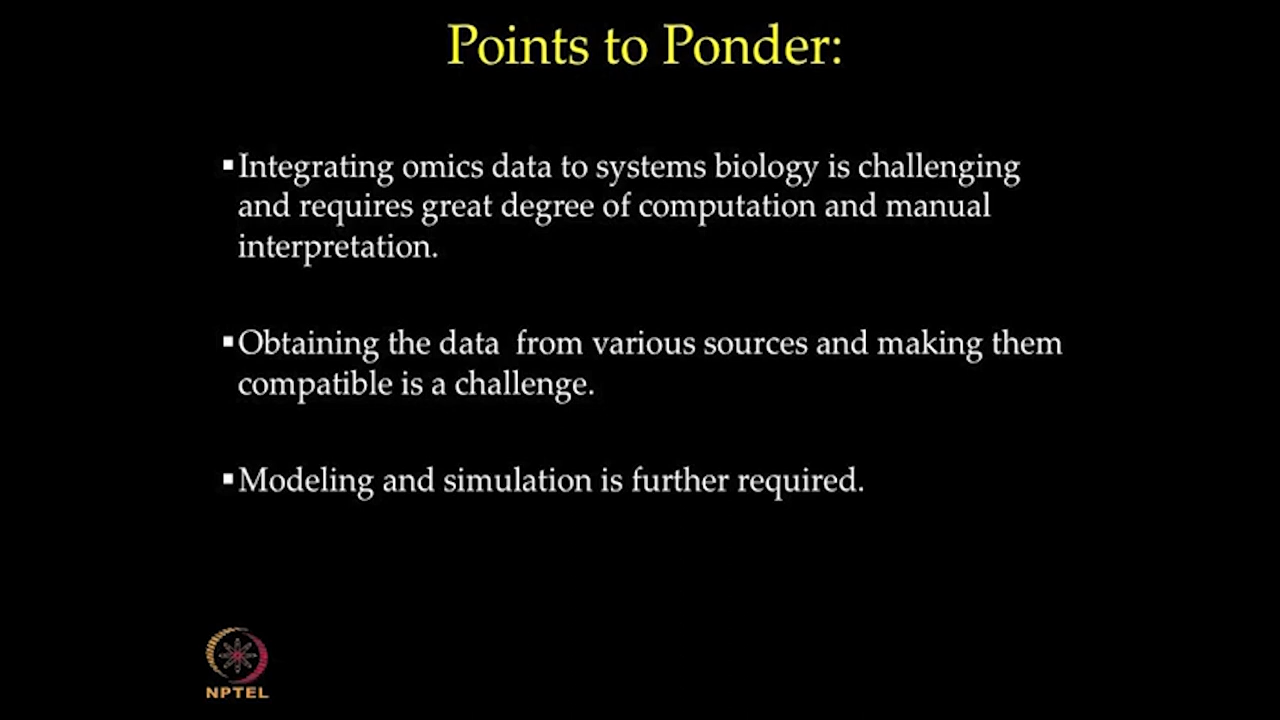 Points to Ponder:
▪Integrating omics data to systems biology is challenging
and requires great degree of computation and manual
interpretation.
▪Obtaining the data  from various sources and making them
compatible is a challenge.
▪Modeling and simulation is further required.
NPTEL